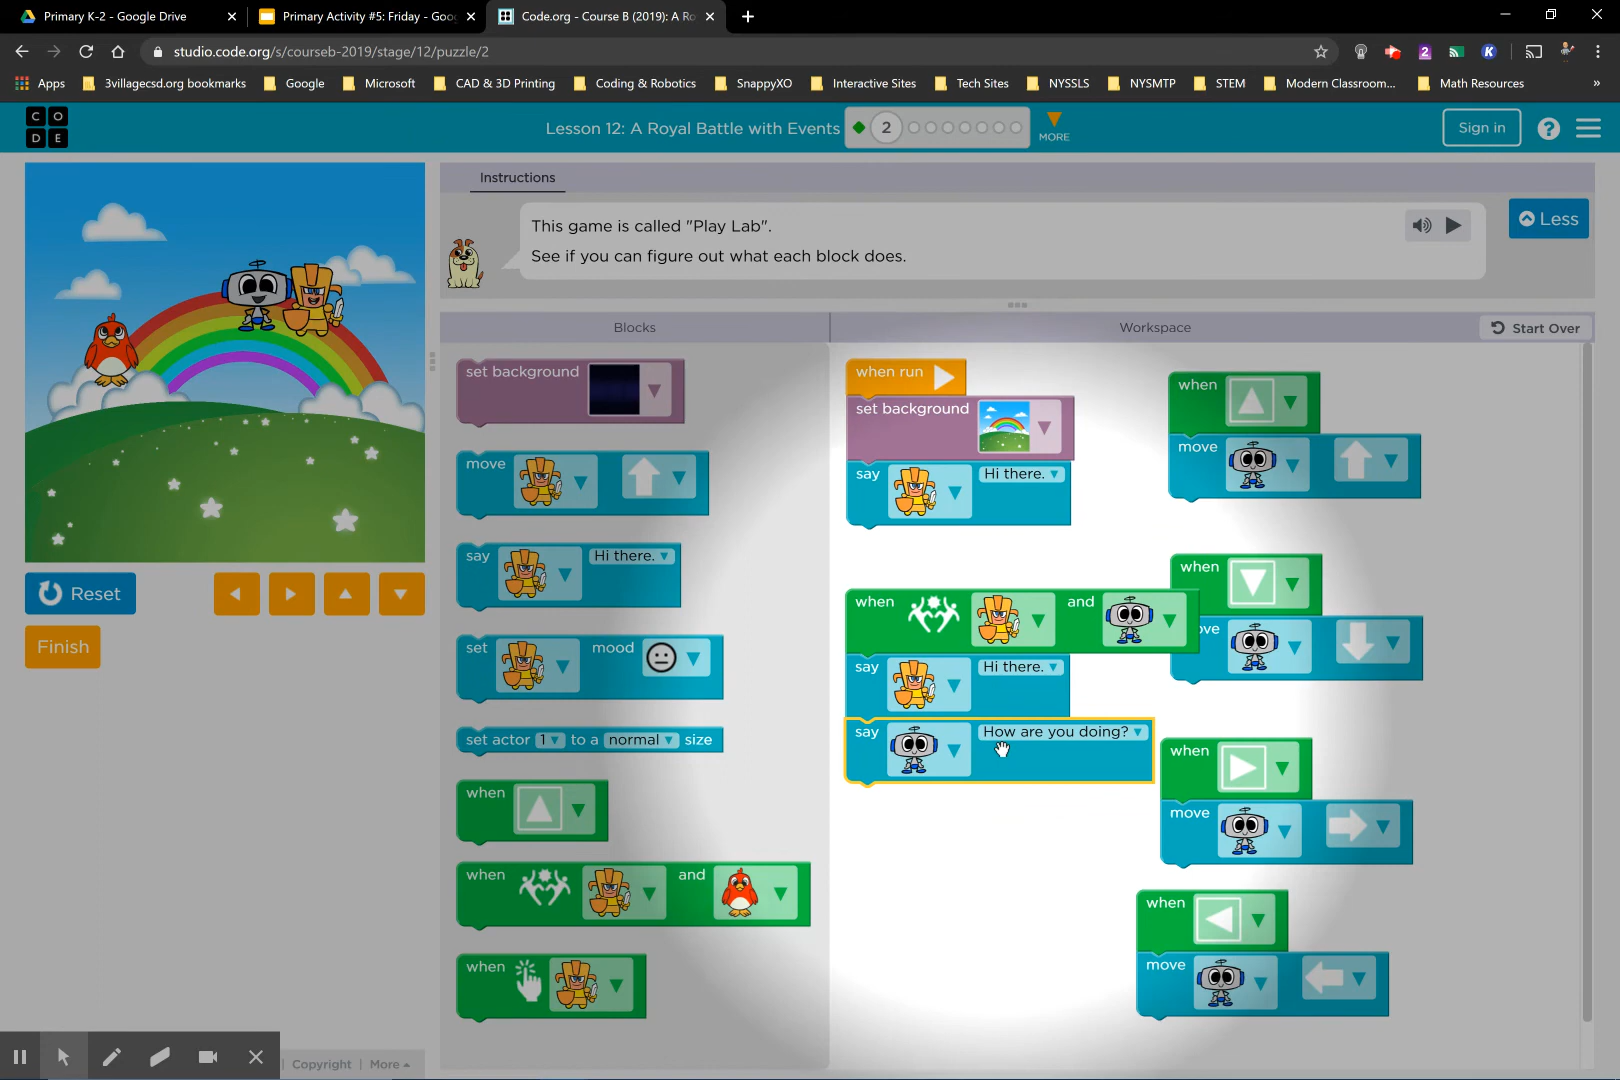 Primary K-2 - Google Drive
Primary Activity #5: Friday - Goo
Code.org - Course B (2019): A Ro
studio.code.org/s/courseb-2019/stage/12/puzzle/2
Apps
3villagecsd.org bookmarks
Google
Microsoft
CAD & 3D Printing
Coding & Robotics
SnappyXO
Interactive Sites
Tech Sites
NYSSLS
NYSMTP
STEM
Modern Classroom...
Math Resources
»
C O
D E
Lesson 12: A Royal Battle with Events
2
MORE
Sign in
?
Instructions
This game is called "Play Lab".
See if you can figure out what each block does.
Less
Blocks
Workspace
Start Over
Reset
Finish
set background
move
say Hi there.
set mood
set actor 1 to a normal size
when
when and
when
when run
set background
say Hi there.
when and
say Hi there.
say How are you doing?
when
move
when
ove
when
move
when
move
Copyright
More